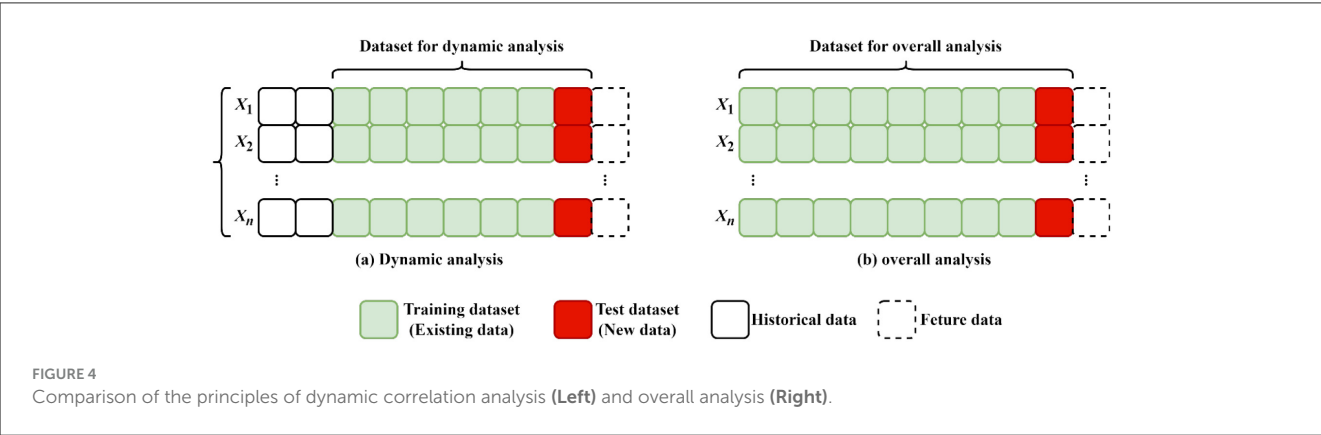 Dataset for dynamic analysis
Dataset for overall analysis
X1
X2
⋮
⋮
Xn
X1
X2
⋮
⋮
Xn
(a) Dynamic analysis
(b) overall analysis
Training dataset
(Existing data)
Test dataset
(New data)
Historical data
Feture data
FIGURE 4
Comparison of the principles of dynamic correlation analysis (Left) and overall analysis (Right).